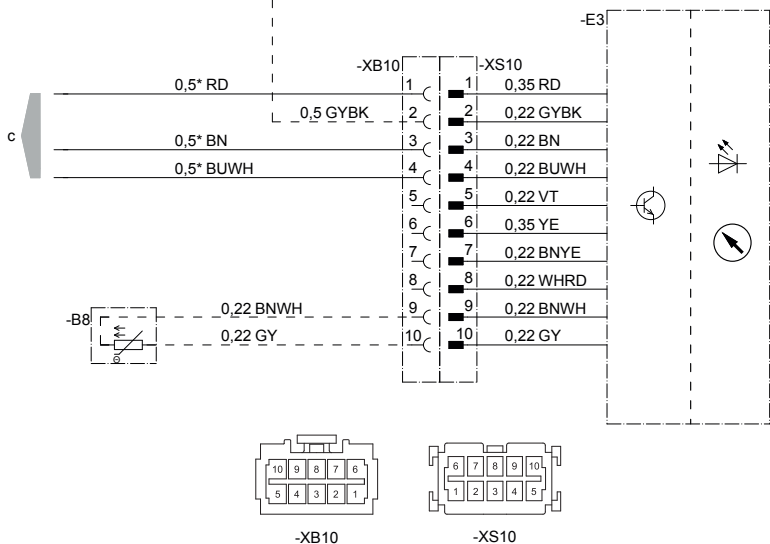 -E3
-XB10 -XS10
0,5* RD 1 1 0,35 RD
0,5 GYBK 2 2 0,22 GYBK
c
0,5* BN 3 3 0,22 BN
0,5* BUWH 4 4 0,22 BUWH
5 5 0,22 VT
6 6 0,35 YE
7 7 0,22 BNYE
8 8 0,22 WHRD
-B8 0,22 BNWH 9 9 0,22 BNWH
0,22 GY 10 10 0,22 GY
Θ
10 9 8 7 6
5 4 3 2 1
-XB10
6 7 8 9 10
1 2 3 4 5
-XS10